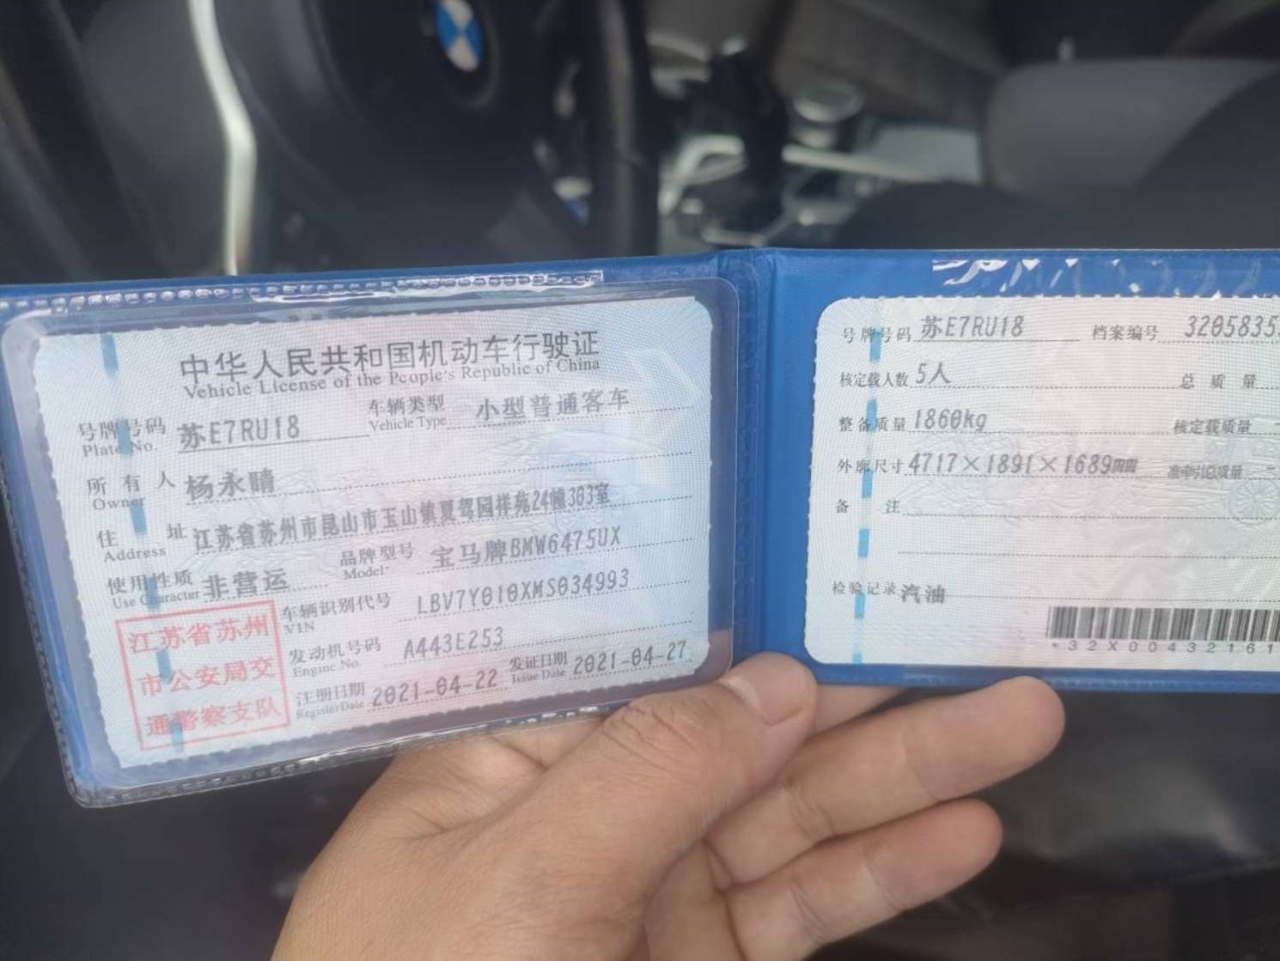 中华人民共和国机动车行驶证
Vehicle License of the People's Republic of China
号牌号码 Plate No. 苏E7RU18 车辆类型 Vehicle Type 小型普通客车
所有人 Owner 杨永晴
住址 Address 江苏省苏州市昆山市玉山镇夏驾园祥苑24幢303室
使用性质 Use Character 非营运 品牌型号 Model 宝马牌BMW6475UX
车辆识别代号 VIN LBV7Y010XMS034993
发动机号码 Engine No. A443E253
注册日期 Register Date 2021-04-22 发证日期 Issue Date 2021-04-27
江苏省苏州
市公安局交
通警察支队
号牌号码 苏E7RU18 档案编号 3205835
核定载人数 5人 总质量
整备质量 1860kg 核定载质量
外廓尺寸 4717×1891×1689mm 准牵引总质量
备注
检验记录 汽油
*32X00432161